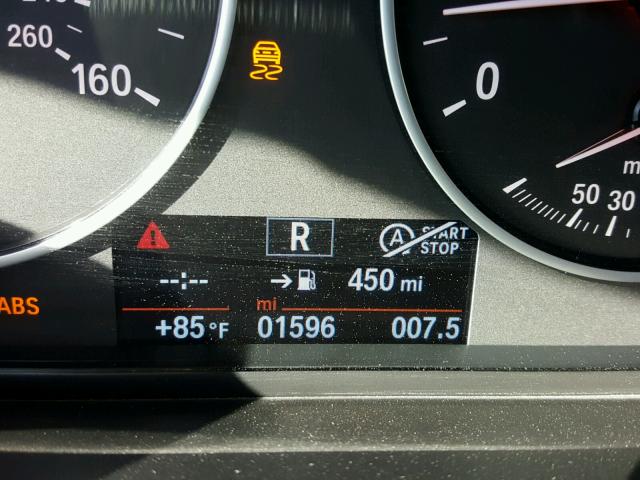 260
160
0
50 30
m
R
A START
STOP
--:-- 450 mi
mi
ABS
+85 °F 01596 007.5